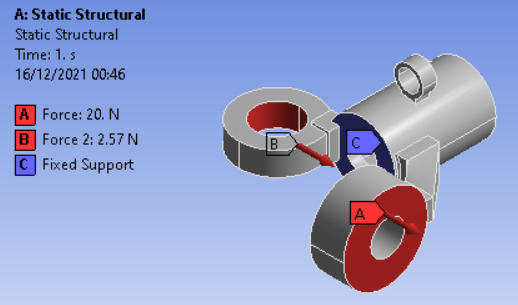 A: Static Structural
Static Structural
Time: 1. s
16/12/2021 00:46
A Force: 20. N
B Force 2: 2.57 N
C Fixed Support
B
C
A